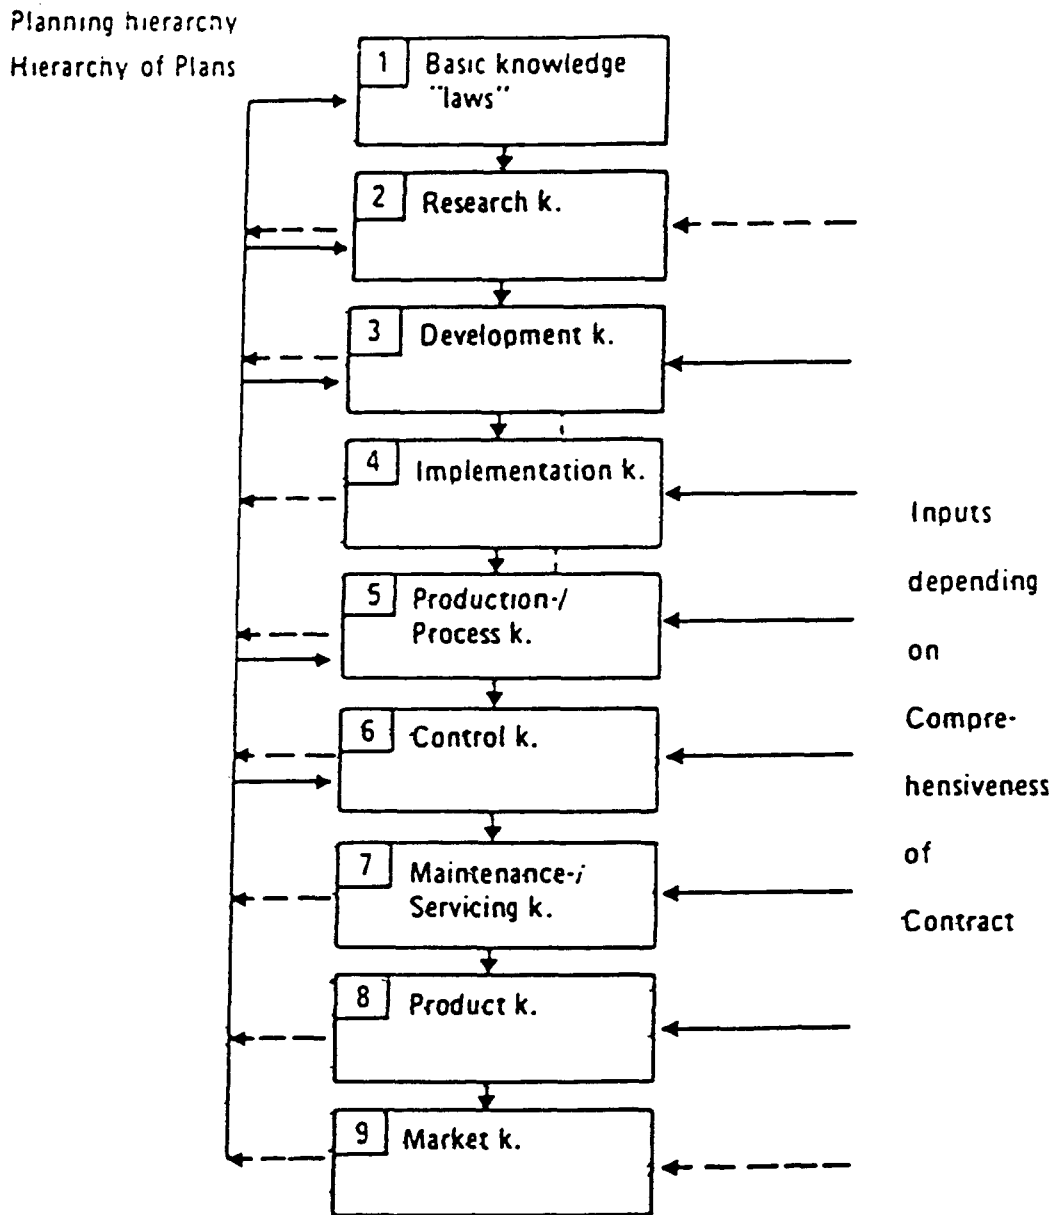 Planning hierarchy
Hierarchy of Plans
1 Basic knowledge
"laws"
2 Research k.
3 Development k.
4 Implementation k.
5 Production-/
Process k.
6 Control k.
7 Maintenance-/
Servicing k.
8 Product k.
9 Market k.
Inputs
depending
on
Compre-
hensiveness
of
Contract